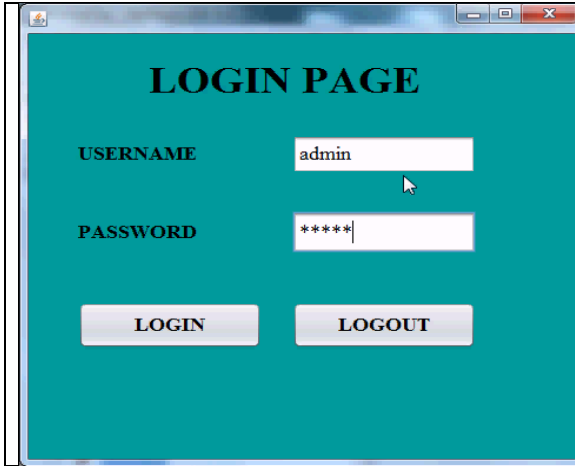 LOGIN PAGE
USERNAME admin
PASSWORD *****
LOGIN LOGOUT